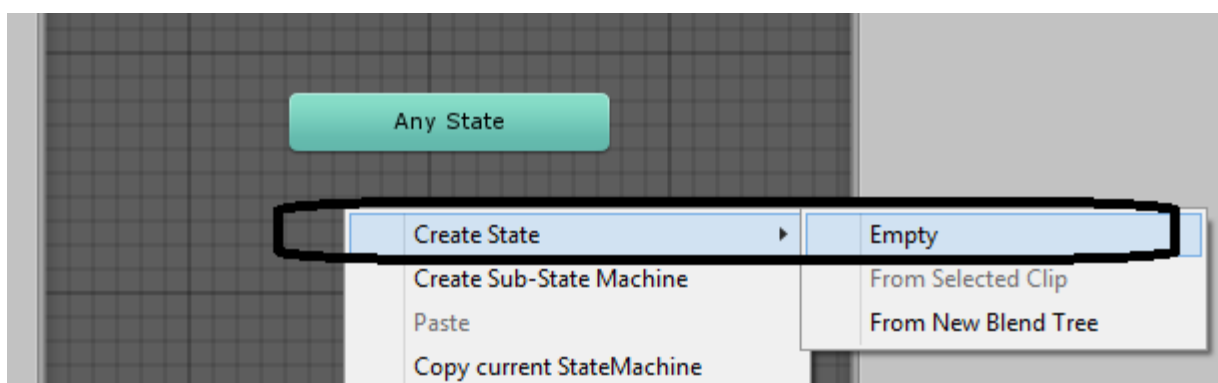 Any State
Create State
Empty
Create Sub-State Machine
From Selected Clip
Paste
From New Blend Tree
Copy current StateMachine